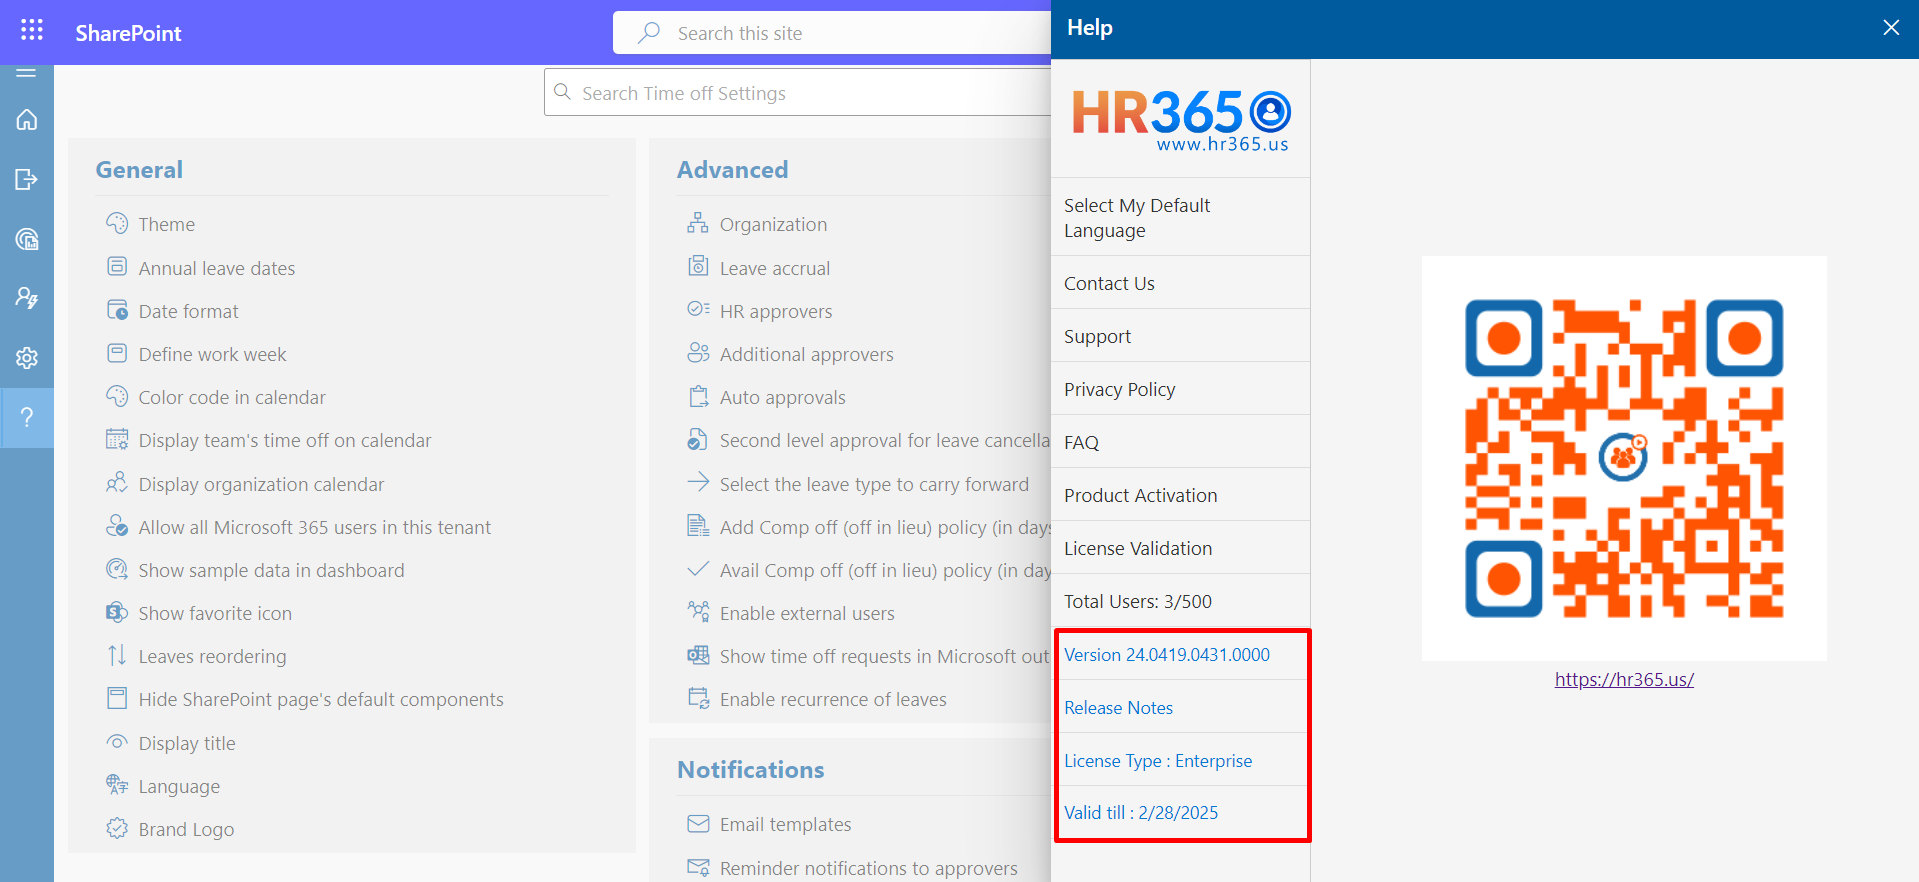 SharePoint
Search this site
Search Time off Settings
General
Theme
Annual leave dates
Date format
Define work week
Color code in calendar
Display team's time off on calendar
Display organization calendar
Allow all Microsoft 365 users in this tenant
Show sample data in dashboard
Show favorite icon
Leaves reordering
Hide SharePoint page's default components
Display title
Language
Brand Logo
Advanced
Organization
Leave accrual
HR approvers
Additional approvers
Auto approvals
Second level approval for leave cancella
Select the leave type to carry forward
Add Comp off (off in lieu) policy (in days
Avail Comp off (off in lieu) policy (in day
Enable external users
Show time off requests in Microsoft out
Enable recurrence of leaves
Notifications
Email templates
Reminder notifications to approvers
Help
HR365
www.hr365.us
Select My Default
Language
Contact Us
Support
Privacy Policy
FAQ
Product Activation
License Validation
Total Users: 3/500
Version 24.0419.0431.0000
Release Notes
License Type : Enterprise
Valid till : 2/28/2025
https://hr365.us/